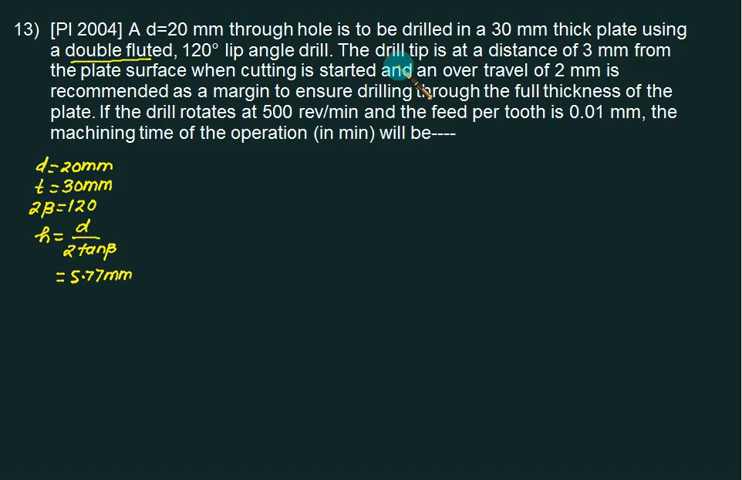 13) [PI 2004] A d=20 mm through hole is to be drilled in a 30 mm thick plate using
a double fluted, 120° lip angle drill. The drill tip is at a distance of 3 mm from
the plate surface when cutting is started and an over travel of 2 mm is
recommended as a margin to ensure drilling through the full thickness of the
plate. If the drill rotates at 500 rev/min and the feed per tooth is 0.01 mm, the
machining time of the operation (in min) will be----
d=20mm
t=30mm
2β=120
h= d/2tanβ
=5.77mm